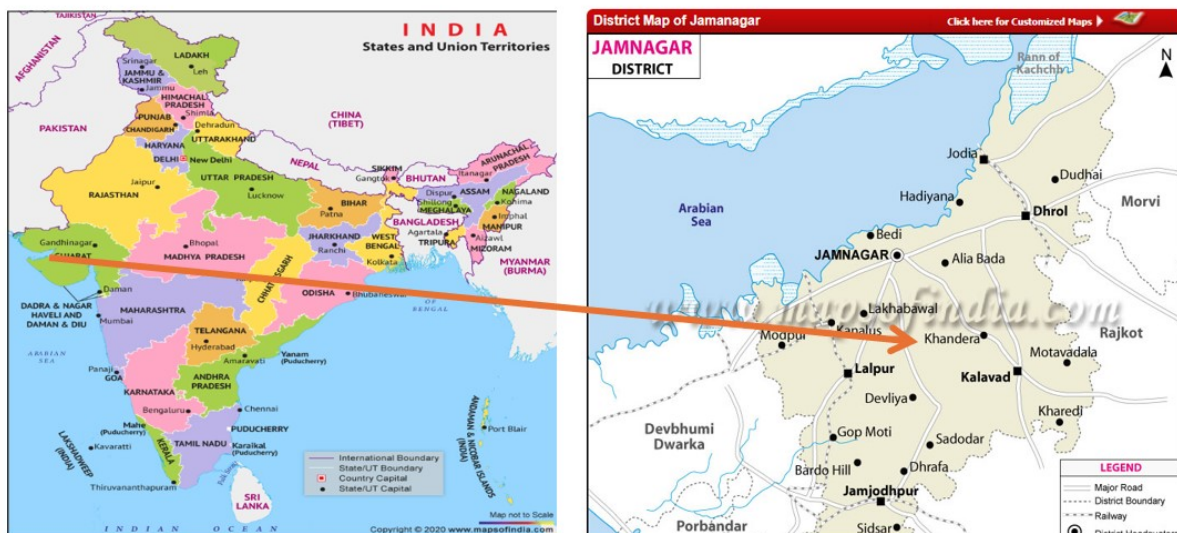 INDIA
States and Union Territories
TAJIKISTAN
AFGHANISTAN
PAKISTAN
CHINA
(TIBET)
NEPAL
BHUTAN
BANGLADESH
MYANMAR
(BURMA)
SRI
LANKA
LADAKH
Leh
Srinagar
JAMMU &
KASHMIR
Jammu
HIMACHAL
PRADESH
Shimla
PUNJAB
CHANDIGARH
Dehradun
UTTARAKHAND
HARYANA
DELHI
New Delhi
RAJASTHAN
Jaipur
UTTAR PRADESH
Lucknow
BIHAR
Patna
SIKKIM
Gangtok
ARUNACHAL
PRADESH
Itanagar
Dispur
ASSAM
NAGALAND
Kohima
Shillong
MEGHALAYA
Imphal
MANIPUR
Agartala
TRIPURA
Aizawl
MIZORAM
Gandhinagar
GUJARAT
Bhopal
MADHYA PRADESH
JHARKHAND
Ranchi
WEST
BENGAL
Kolkata
ODISHA
Bhubaneswar
Daman
DADRA & NAGAR
HAVELI AND
DAMAN & DIU
MAHARASHTRA
Mumbai
TELANGANA
Hyderabad
Amaravati
Yanam
(Puducherry)
ANDHRA
PRADESH
Panaji
GOA
KARNATAKA
Bengaluru
Chennai
Mahe
(Puducherry)
PUDUCHERRY
TAMIL NADU
Karaikal
(Puducherry)
KERALA
Thiruvananthapuram
LAKSHADWEEP
(INDIA)
Kavaratti
ANDAMAN & NICOBAR ISLANDS
(INDIA)
Port Blair
ARABIAN
SEA
OF
BENGAL
INDIAN OCEAN
International Boundary
State/UT Boundary
Country Capital
State/UT Capital
Map not to Scale
Copyright © 2020 www.mapsofindia.com
District Map of Jamanagar
Click here for Customized Maps
JAMNAGAR
DISTRICT
Rann of
Kachchh
N
Jodia
Dudhai
Hadiyana
Dhrol
Morvi
Arabian
Sea
Bedi
JAMNAGAR
Alia Bada
Lakhabawal
www.mapsofindia.com
Kanalus
Khandera
Rajkot
Modpur
Motavadala
Lalpur
Kalavad
Devliya
Kharedi
Devbhumi
Dwarka
Gop Moti
Sadodar
Bardo Hill
Dhrafa
Jamjodhpur
Porbandar
Sidsar
LEGEND
Major Road
District Boundary
Railway